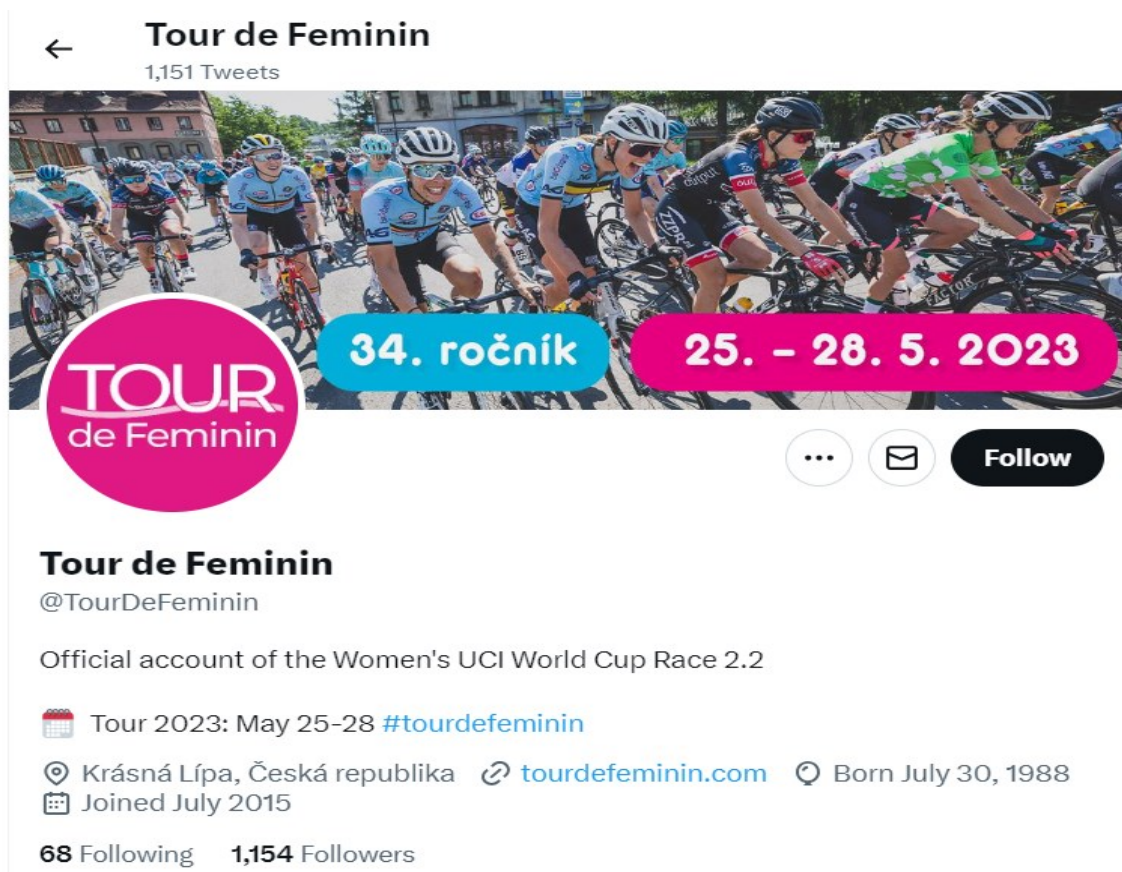 Tour de Feminin
1,151 Tweets
34. ročník
25. – 28. 5. 2023
TOUR
de Feminin
Follow
Tour de Feminin
@TourDeFeminin
Official account of the Women's UCI World Cup Race 2.2
Tour 2023: May 25-28 #tourdefeminin
Krásná Lípa, Česká republika tourdefeminin.com Born July 30, 1988
Joined July 2015
68 Following 1,154 Followers